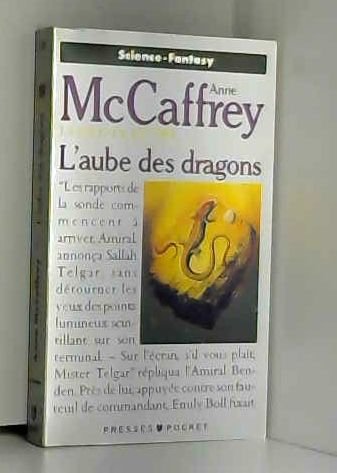 Science-Fantasy
Anne
McCaffrey
L'aube des dragons
"Les rapports de
la sonde com-
mencent à
arriver, Amiral,
annonça Sallah
Telgar sans
détourner les
yeux des points
lumineux scin-
tillant sur son
terminal. – Sur l'écran, s'il vous plaît,
Mister Telgar" répliqua l'Amiral Ben-
den. Près de lui, appuyée contre son fau-
teuil de commandant, Emily Boll fixait
PRESSES POCKET